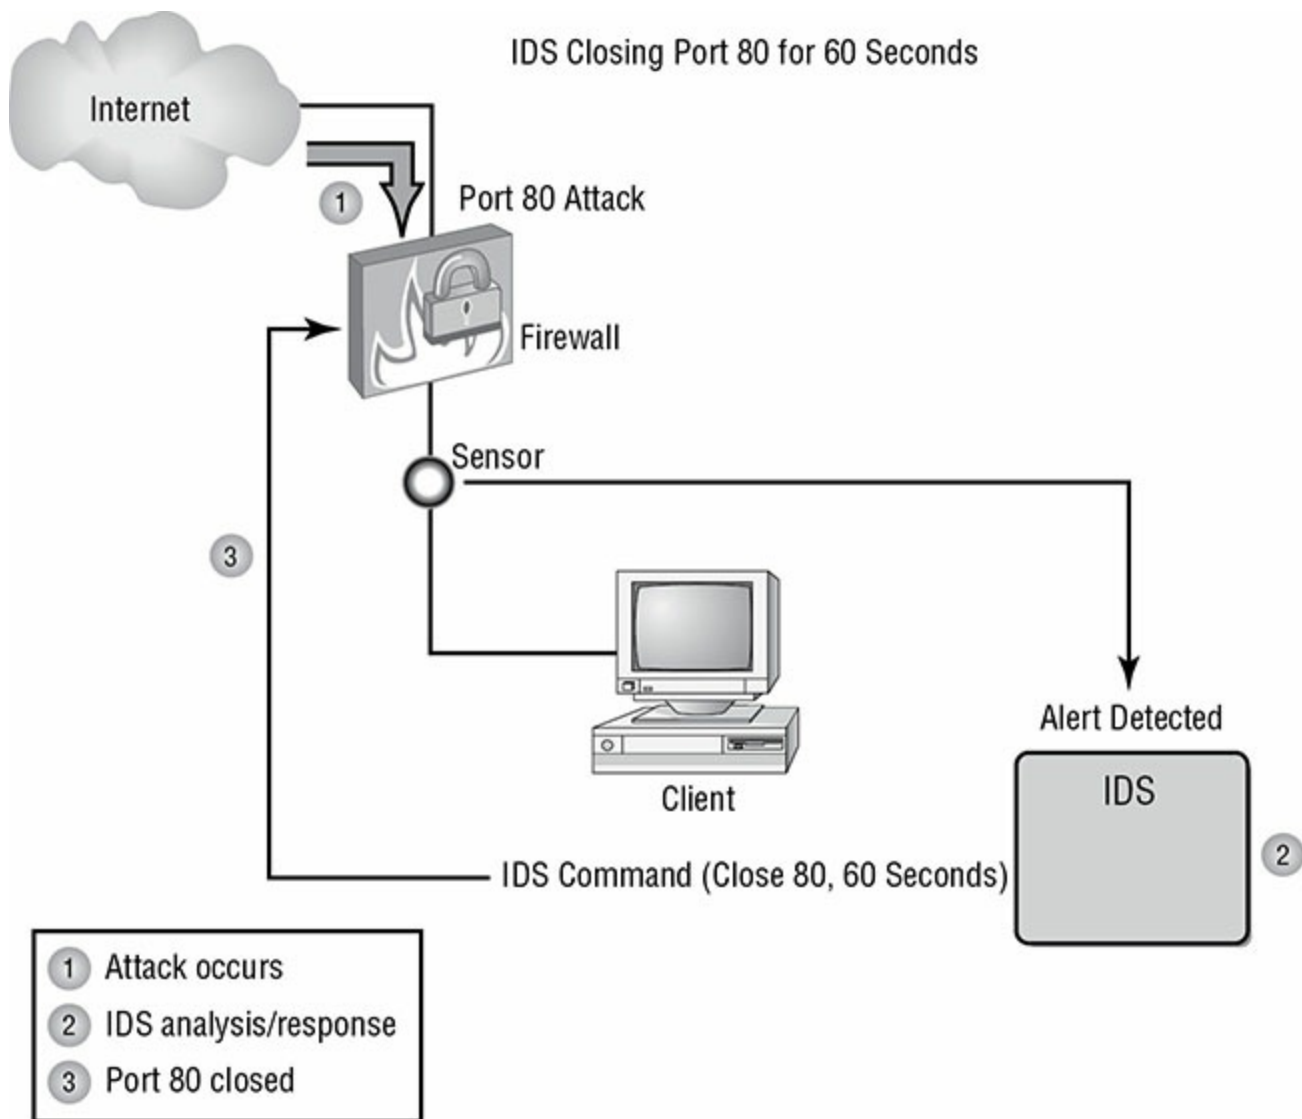 IDS Closing Port 80 for 60 Seconds
Internet
1
Port 80 Attack
Firewall
Sensor
3
Client
Alert Detected
IDS
2
IDS Command (Close 80, 60 Seconds)
1 Attack occurs
2 IDS analysis/response
3 Port 80 closed